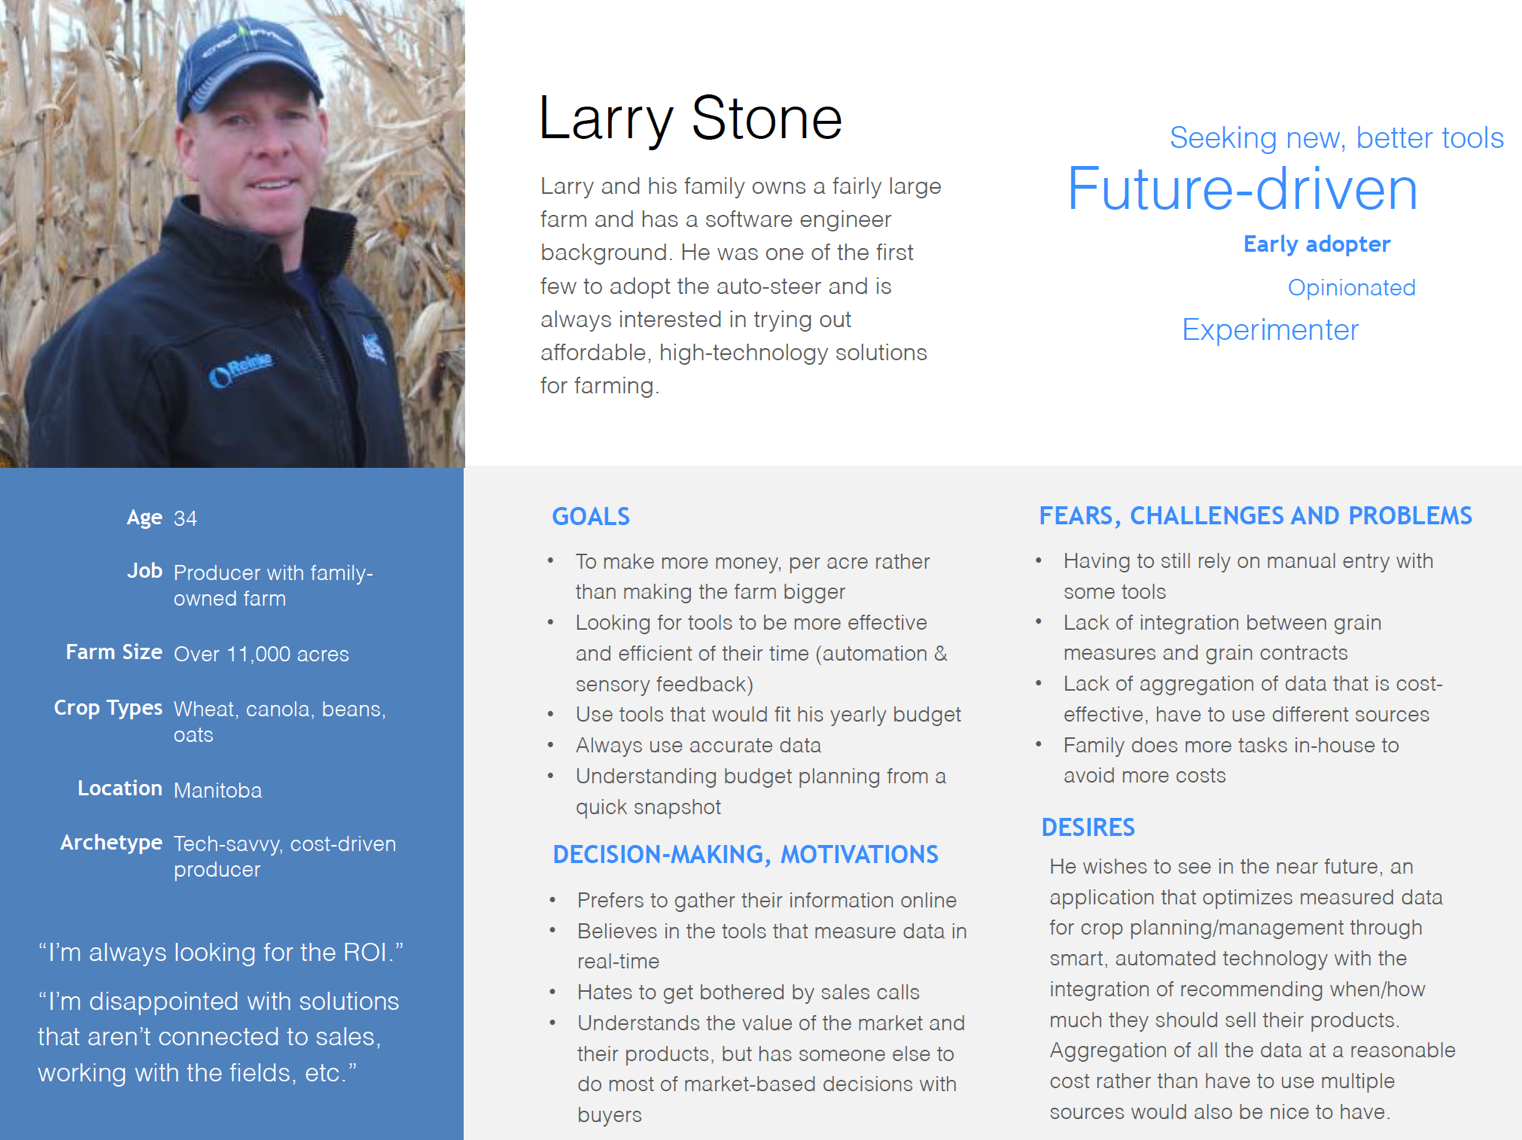 Reinke
Larry Stone
Larry and his family owns a fairly large
farm and has a software engineer
background. He was one of the first
few to adopt the auto-steer and is
always interested in trying out
affordable, high-technology solutions
for farming.
Seeking new, better tools
Future-driven
Early adopter
Opinionated
Experimenter
Age 34
Job Producer with family-
owned farm
Farm Size Over 11,000 acres
Crop Types Wheat, canola, beans,
oats
Location Manitoba
Archetype Tech-savvy, cost-driven
producer
“I’m always looking for the ROI.”
“I’m disappointed with solutions
that aren’t connected to sales,
working with the fields, etc.”
GOALS
• To make more money, per acre rather
than making the farm bigger
• Looking for tools to be more effective
and efficient of their time (automation &
sensory feedback)
• Use tools that would fit his yearly budget
• Always use accurate data
• Understanding budget planning from a
quick snapshot
DECISION-MAKING, MOTIVATIONS
• Prefers to gather their information online
• Believes in the tools that measure data in
real-time
• Hates to get bothered by sales calls
• Understands the value of the market and
their products, but has someone else to
do most of market-based decisions with
buyers
FEARS, CHALLENGES AND PROBLEMS
• Having to still rely on manual entry with
some tools
• Lack of integration between grain
measures and grain contracts
• Lack of aggregation of data that is cost-
effective, have to use different sources
• Family does more tasks in-house to
avoid more costs
DESIRES
He wishes to see in the near future, an
application that optimizes measured data
for crop planning/management through
smart, automated technology with the
integration of recommending when/how
much they should sell their products.
Aggregation of all the data at a reasonable
cost rather than have to use multiple
sources would also be nice to have.